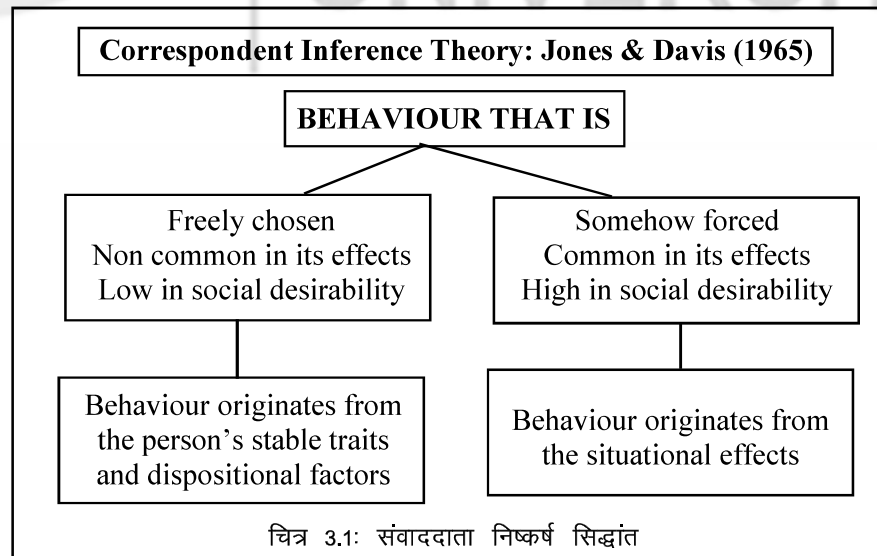 Correspondent Inference Theory: Jones & Davis (1965)
BEHAVIOUR THAT IS
Freely chosen
Non common in its effects
Low in social desirability
Somehow forced
Common in its effects
High in social desirability
Behaviour originates from
the person's stable traits
and dispositional factors
Behaviour originates from
the situational effects
चित्र 3.1: संवाददाता निष्कर्ष सिद्धांत